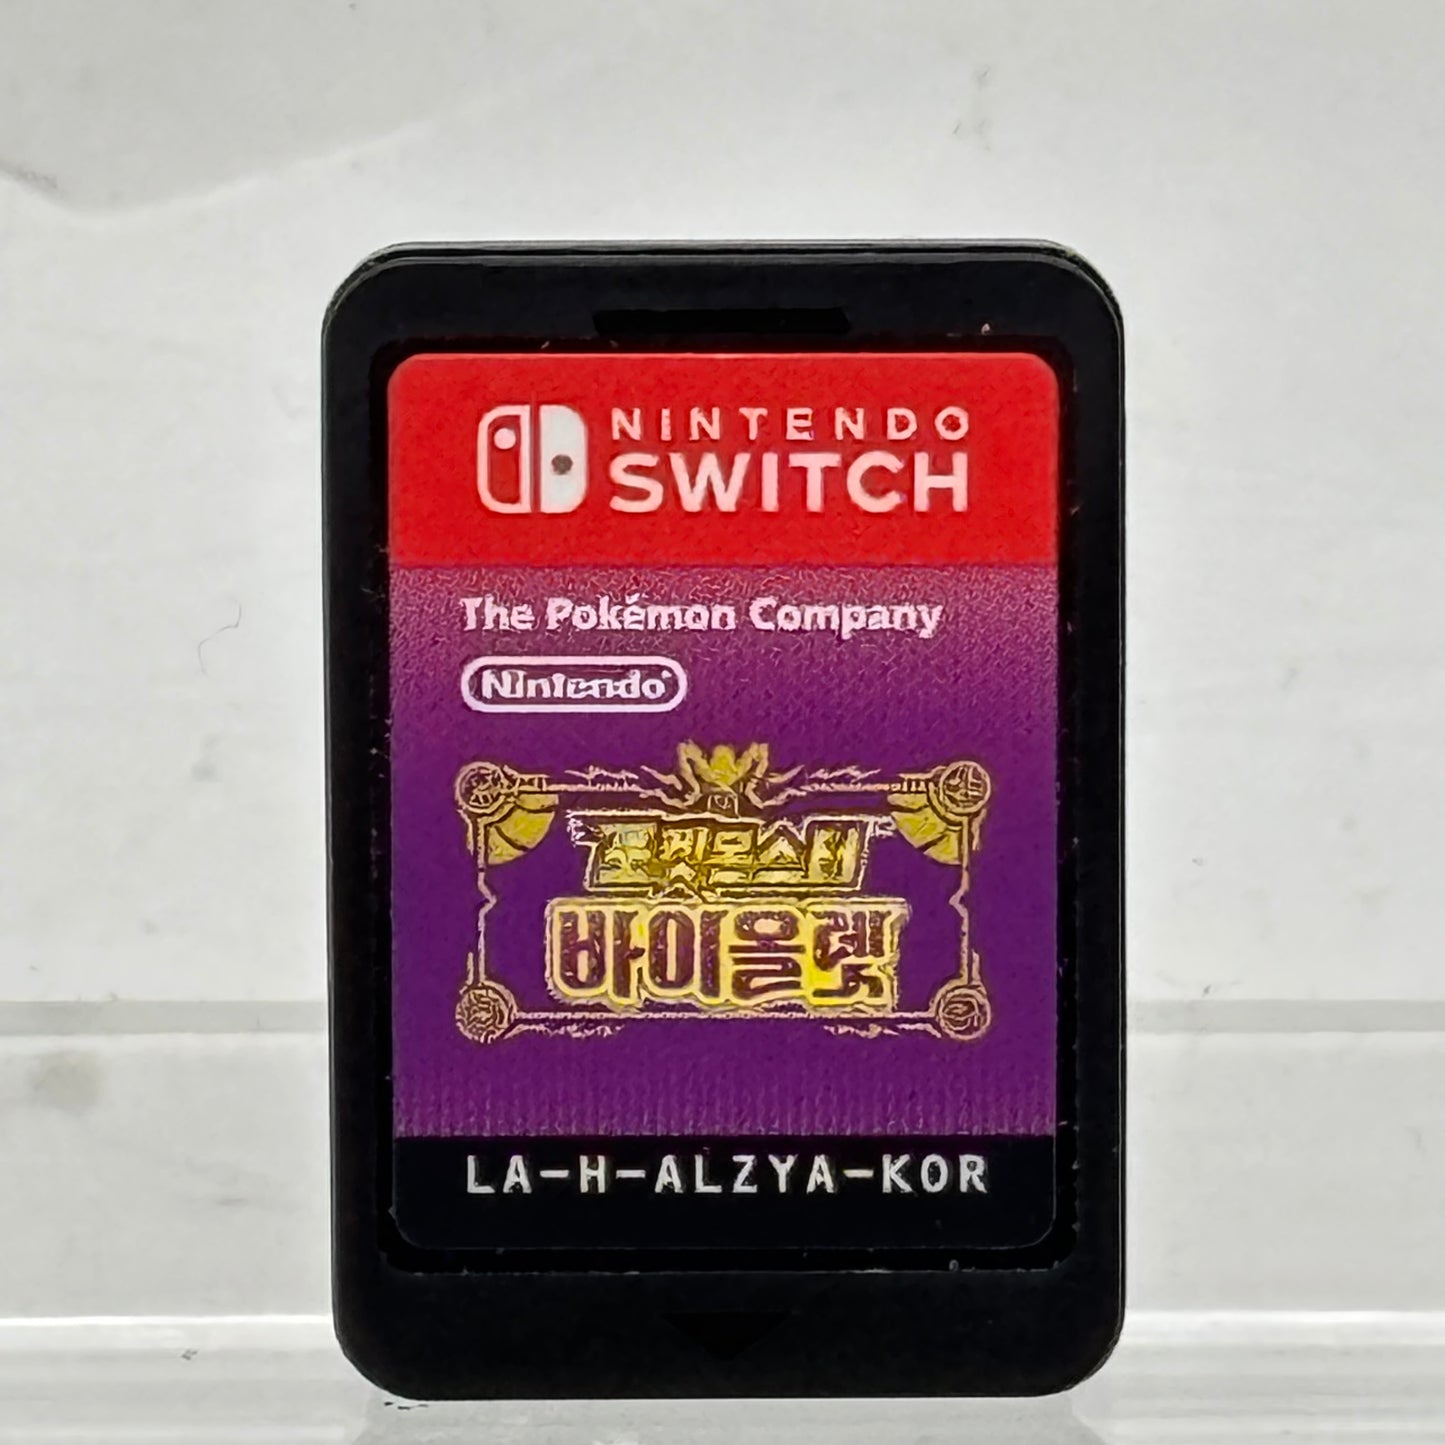 NINTENDO
SWITCH
The Pokémon Company
Nintendo
포켓몬스터
바이올렛
LA-H-ALZYA-KOR